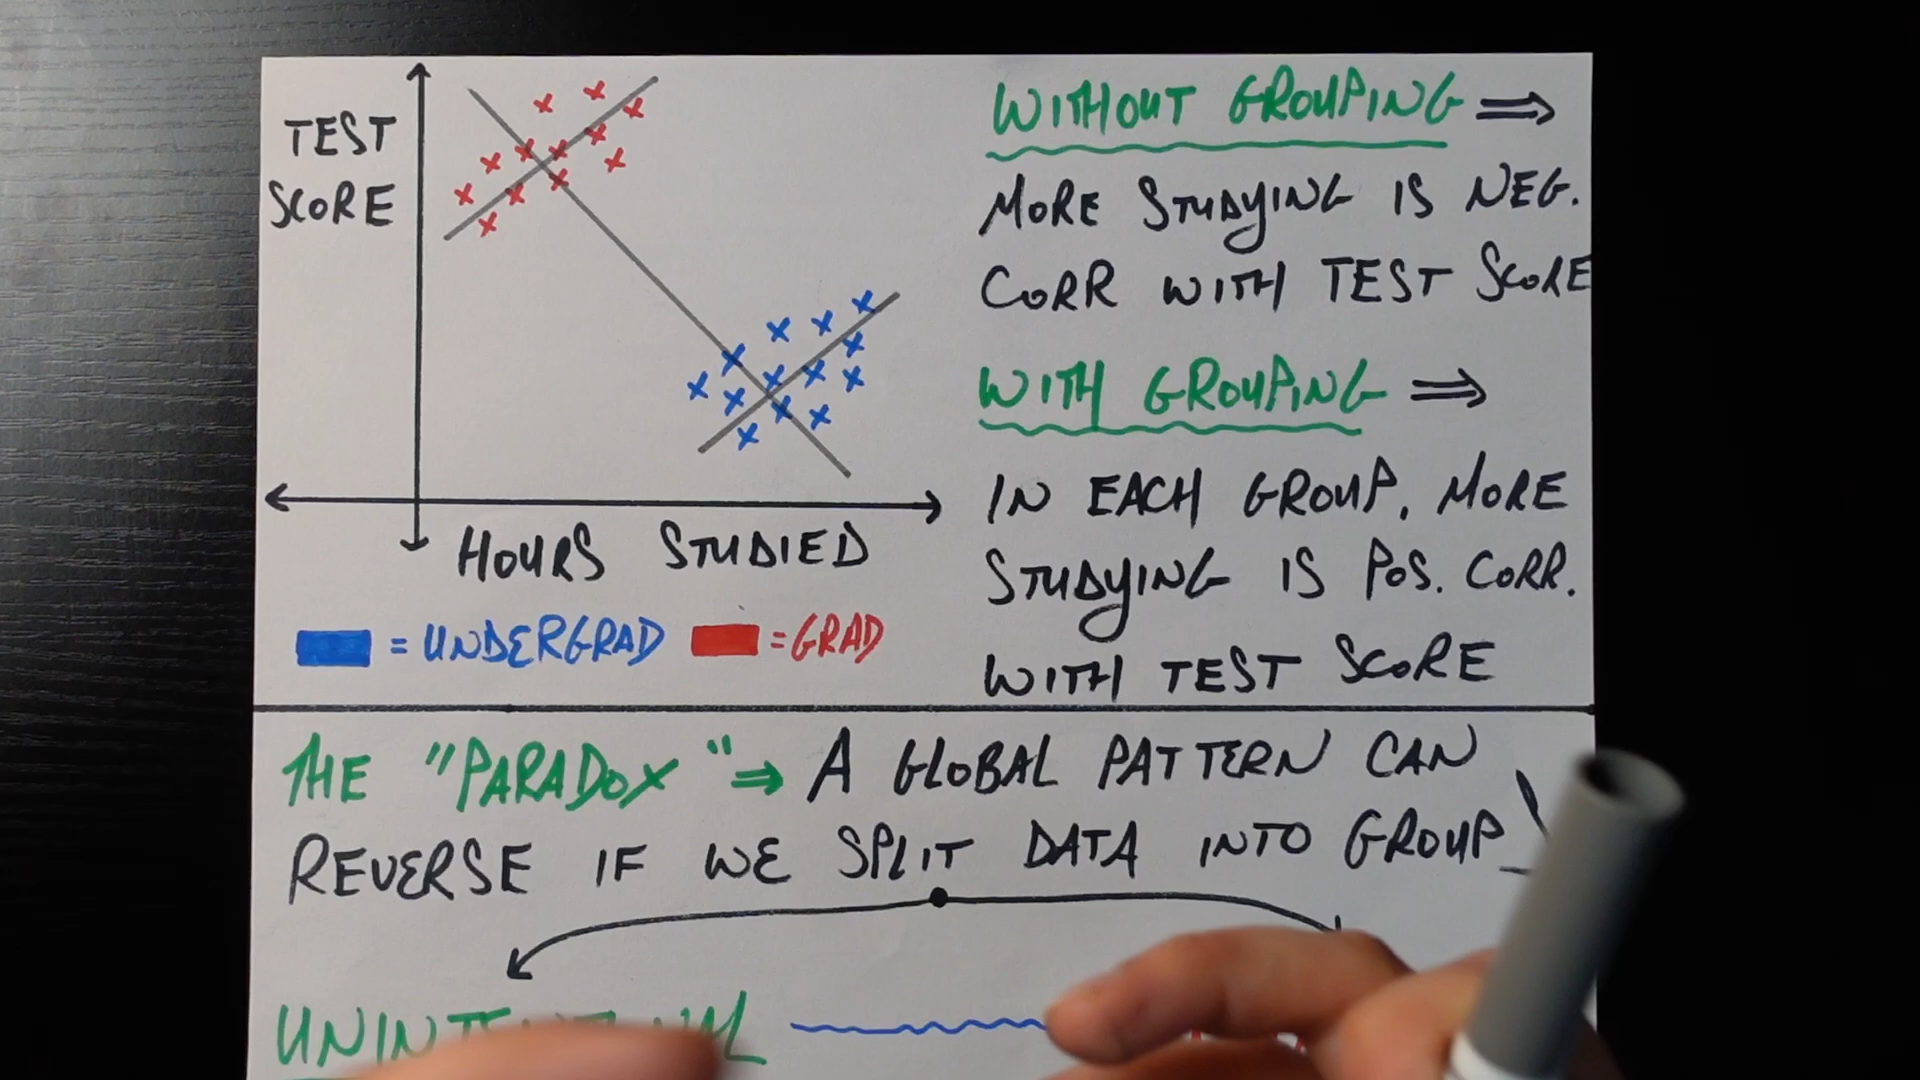 TEST
SCORE
HOURS STUDIED
= UNDERGRAD
= GRAD
WITHOUT GROUPING ⇒
MORE STUDYING IS NEG.
CORR WITH TEST SCORE
WITH GROUPING ⇒
IN EACH GROUP, MORE
STUDYING IS POS. CORR.
WITH TEST SCORE
THE "PARADOX" ⇒ A GLOBAL PATTERN CAN
REVERSE IF WE SPLIT DATA INTO GROUP